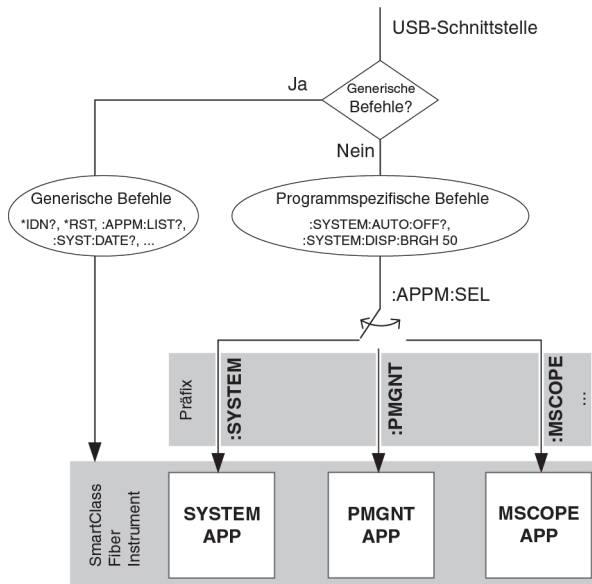 USB-Schnittstelle
Ja
Generische
Befehle?
Nein
Generische Befehle
*IDN?, *RST, :APPM:LIST?,
:SYST:DATE?, ...
Programmspezifische Befehle
:SYSTEM:AUTO:OFF?,
:SYSTEM:DISP:BRGH 50
:APPM:SEL
Präfix
:SYSTEM
:PMGNT
:MSCOPE
...
SmartClass
Fiber
Instrument
SYSTEM
APP
PMGNT
APP
MSCOPE
APP